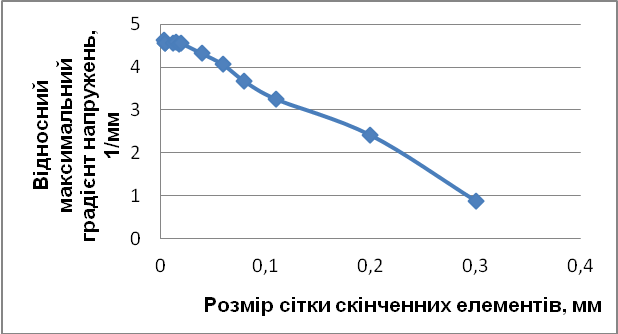 Відносний
максимальний
градієнт напружень,
1/мм
5
4
3
2
1
0
0
0,1
0,2
0,3
0,4
Розмір сітки скінченних елементів, мм